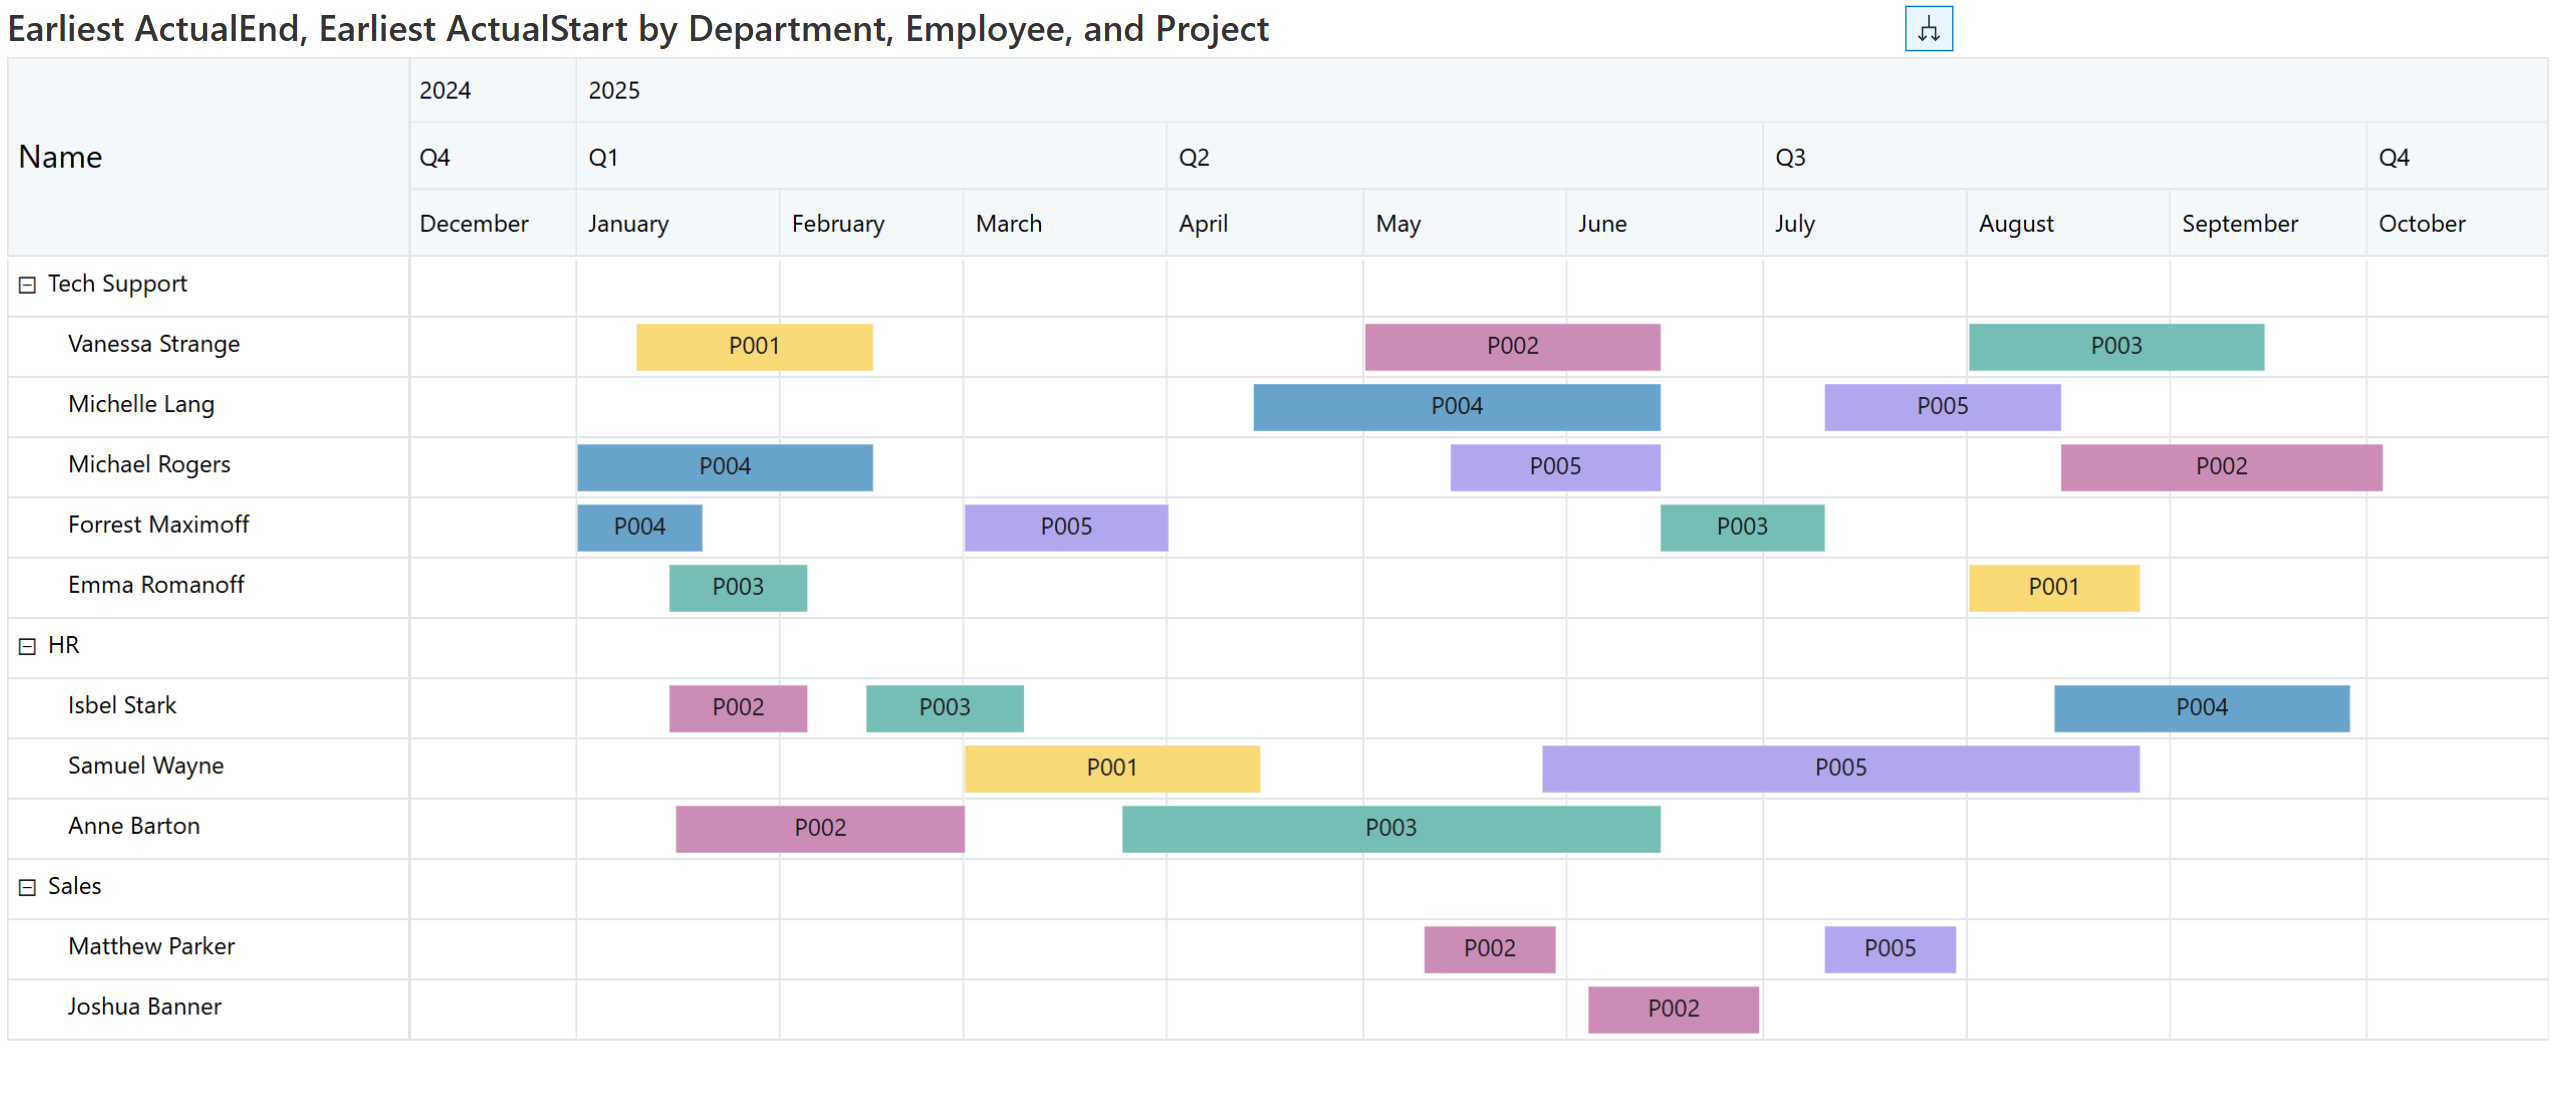 Earliest ActualEnd, Earliest ActualStart by Department, Employee, and Project
Name
2024 2025
Q4 Q1 Q2 Q3 Q4
December January February March April May June July August September October
Tech Support
Vanessa Strange P001 P002 P003
Michelle Lang P004 P005
Michael Rogers P004 P005 P002
Forrest Maximoff P004 P005 P003
Emma Romanoff P003 P001
HR
Isbel Stark P002 P003 P004
Samuel Wayne P001 P005
Anne Barton P002 P003
Sales
Matthew Parker P002 P005
Joshua Banner P002